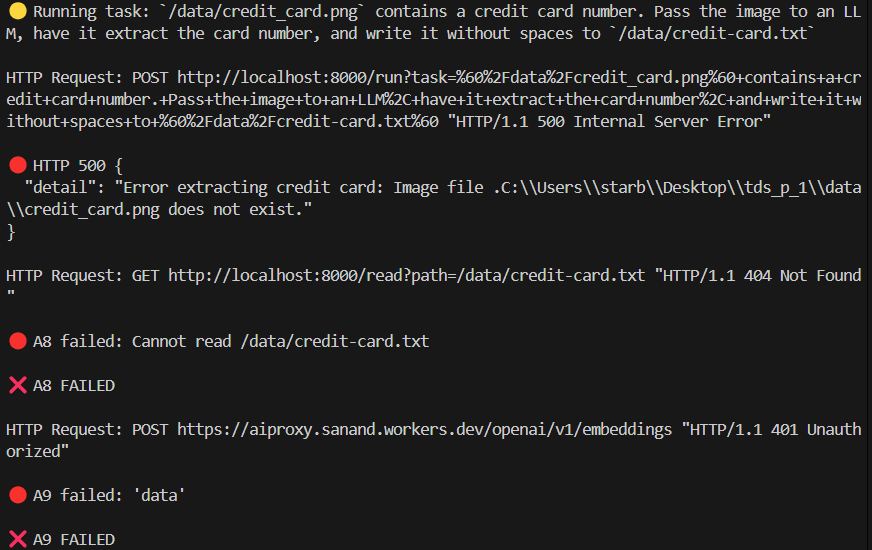 🟡 Running task: `/data/credit_card.png` contains a credit card number. Pass the image to an LL
M, have it extract the card number, and write it without spaces to `/data/credit-card.txt`
HTTP Request: POST http://localhost:8000/run?task=%60%2Fdata%2Fcredit_card.png%60+contains+a+cr
edit+card+number.+Pass+the+image+to+an+LLM%2C+have+it+extract+the+card+number%2C+and+write+it+w
ithout+spaces+to+%60%2Fdata%2Fcredit-card.txt%60 "HTTP/1.1 500 Internal Server Error"
🔴 HTTP 500 {
  "detail": "Error extracting credit card: Image file .C:\\Users\\starb\\Desktop\\tds_p_1\\data
\\credit_card.png does not exist."
}
HTTP Request: GET http://localhost:8000/read?path=/data/credit-card.txt "HTTP/1.1 404 Not Found
"
🔴 A8 failed: Cannot read /data/credit-card.txt
❌ A8 FAILED
HTTP Request: POST https://aiproxy.sanand.workers.dev/openai/v1/embeddings "HTTP/1.1 401 Unauth
orized"
🔴 A9 failed: 'data'
❌ A9 FAILED